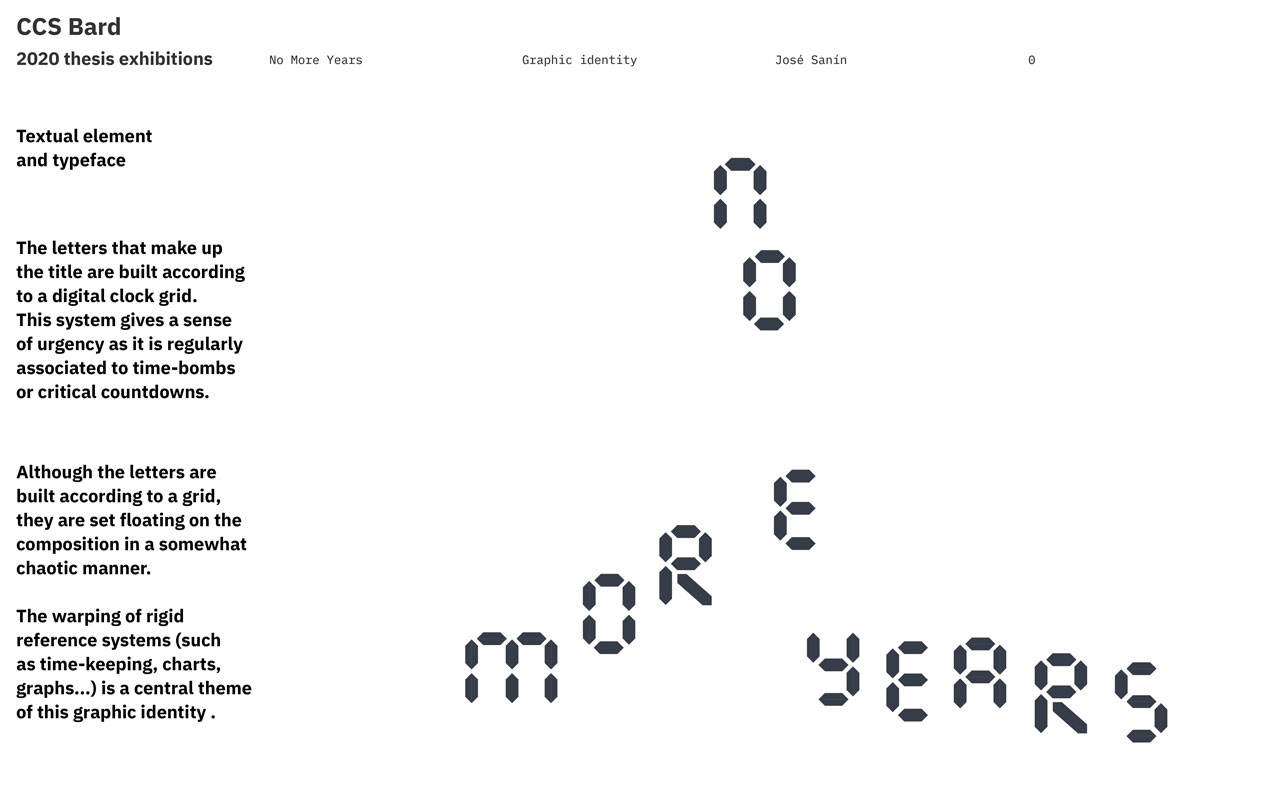 CCS Bard
2020 thesis exhibitions
No More Years
Graphic identity
José Sanín
0
Textual element
and typeface
The letters that make up
the title are built according
to a digital clock grid.
This system gives a sense
of urgency as it is regularly
associated to time-bombs
or critical countdowns.
Although the letters are
built according to a grid,
they are set floating on the
composition in a somewhat
chaotic manner.
The warping of rigid
reference systems (such
as time-keeping, charts,
graphs...) is a central theme
of this graphic identity .
nO
mORE
yEARS